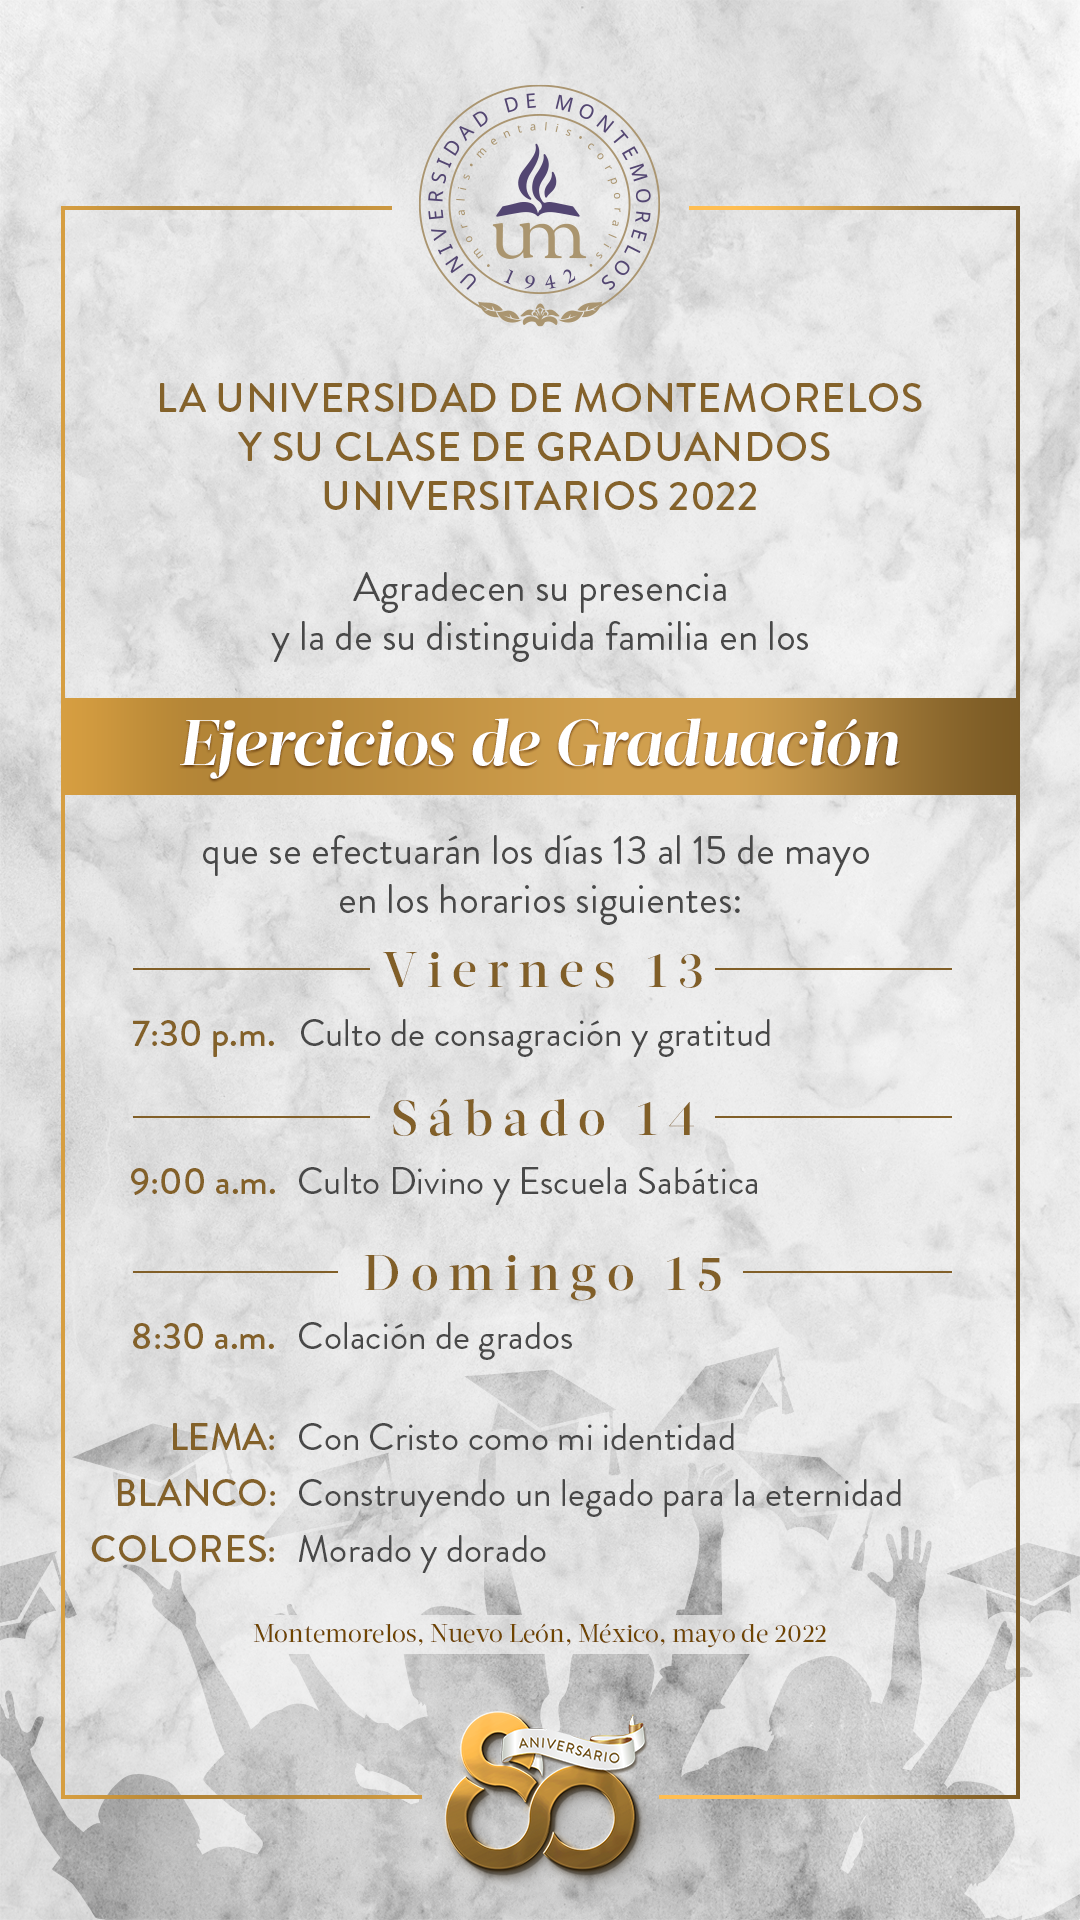 UNIVERSIDAD DE MONTEMORELOS
moralis • mentalis • corporalis
um
1942
LA UNIVERSIDAD DE MONTEMORELOS
Y SU CLASE DE GRADUANDOS
UNIVERSITARIOS 2022
Agradecen su presencia
y la de su distinguida familia en los
Ejercicios de Graduación
que se efectuarán los días 13 al 15 de mayo
en los horarios siguientes:
Viernes 13
7:30 p.m. Culto de consagración y gratitud
Sábado 14
9:00 a.m. Culto Divino y Escuela Sabática
Domingo 15
8:30 a.m. Colación de grados
LEMA: Con Cristo como mi identidad
BLANCO: Construyendo un legado para la eternidad
COLORES: Morado y dorado
Montemorelos, Nuevo León, México, mayo de 2022
80
ANIVERSARIO